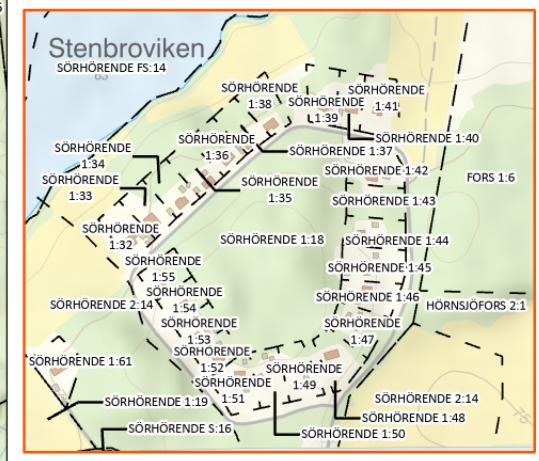 Stenbroviken
SÖRHÖRENDE FS:14
63
SÖRHÖRENDE
1:38
SÖRHÖRENDE
1:41
SÖRHÖRENDE
1:39
SÖRHÖRENDE 1:40
SÖRHÖRENDE
1:36
SÖRHÖRENDE 1:37
SÖRHÖRENDE
1:34
SÖRHÖRENDE 1:42
FORS 1:6
SÖRHÖRENDE
1:33
SÖRHÖRENDE
1:35
SÖRHÖRENDE 1:43
SÖRHÖRENDE
1:32
SÖRHÖRENDE 1:18
SÖRHÖRENDE 1:44
SÖRHÖRENDE
1:55
SÖRHÖRENDE 1:45
SÖRHÖRENDE 2:14
SÖRHÖRENDE
1:54
SÖRHÖRENDE 1:46
HÖRNSJÖFORS 2:1
SÖRHÖRENDE
1:53
SÖRHÖRENDE
1:47
SÖRHÖRENDE 1:61
SÖRHÖRENDE
1:52
SÖRHÖRENDE
1:49
SÖRHÖRENDE
1:51
SÖRHÖRENDE 2:14
SÖRHÖRENDE 1:19
SÖRHÖRENDE 1:48
75
SÖRHÖRENDE S:16
SÖRHÖRENDE 1:50